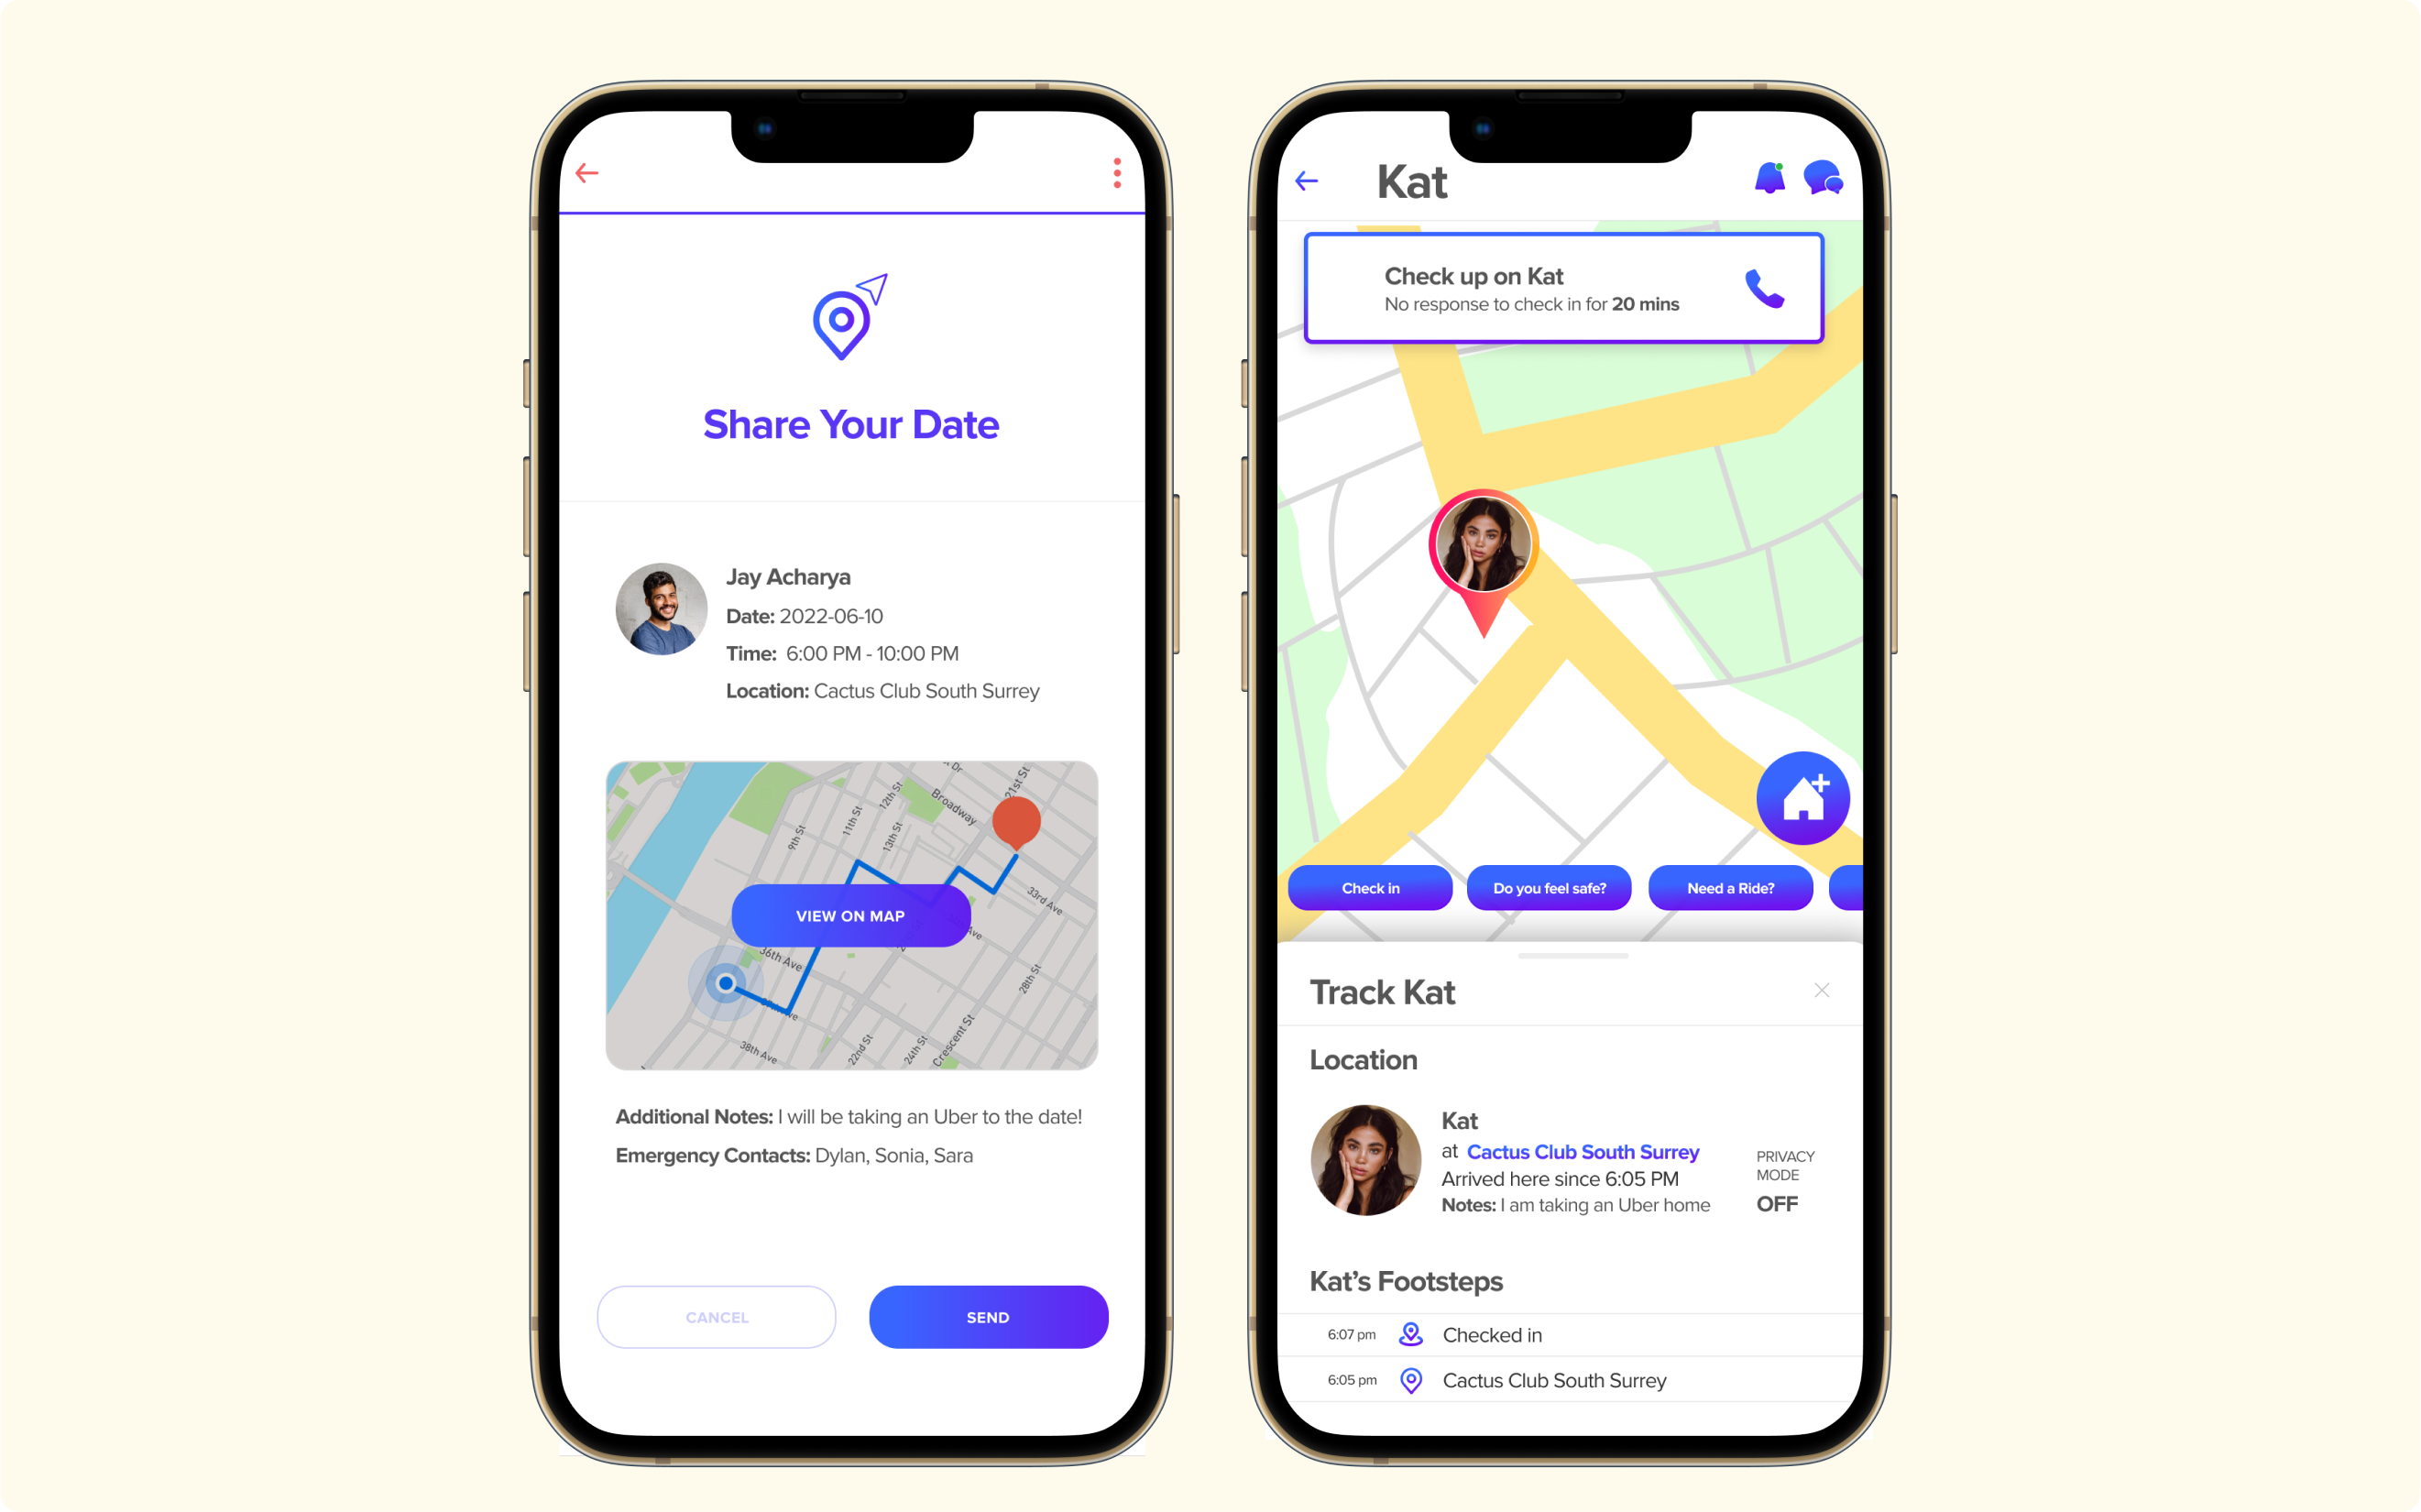 Share Your Date
Jay Acharya
Date: 2022-06-10
Time: 6:00 PM - 10:00 PM
Location: Cactus Club South Surrey
Dr
21st St
Broadway
12th St
11th St
13th St
9th St
33rd Ave
VIEW ON MAP
Ave
36th Ave
28th St
38th Ave
22nd St
24th St
Crescent St
Additional Notes: I will be taking an Uber to the date!
Emergency Contacts: Dylan, Sonia, Sara
CANCEL
SEND
Kat
Check up on Kat
No response to check in for 20 mins
Check in
Do you feel safe?
Need a Ride?
Track Kat
Location
Kat
at Cactus Club South Surrey
Arrived here since 6:05 PM
Notes: I am taking an Uber home
PRIVACY
MODE
OFF
Kat’s Footsteps
6:07 pm Checked in
6:05 pm Cactus Club South Surrey